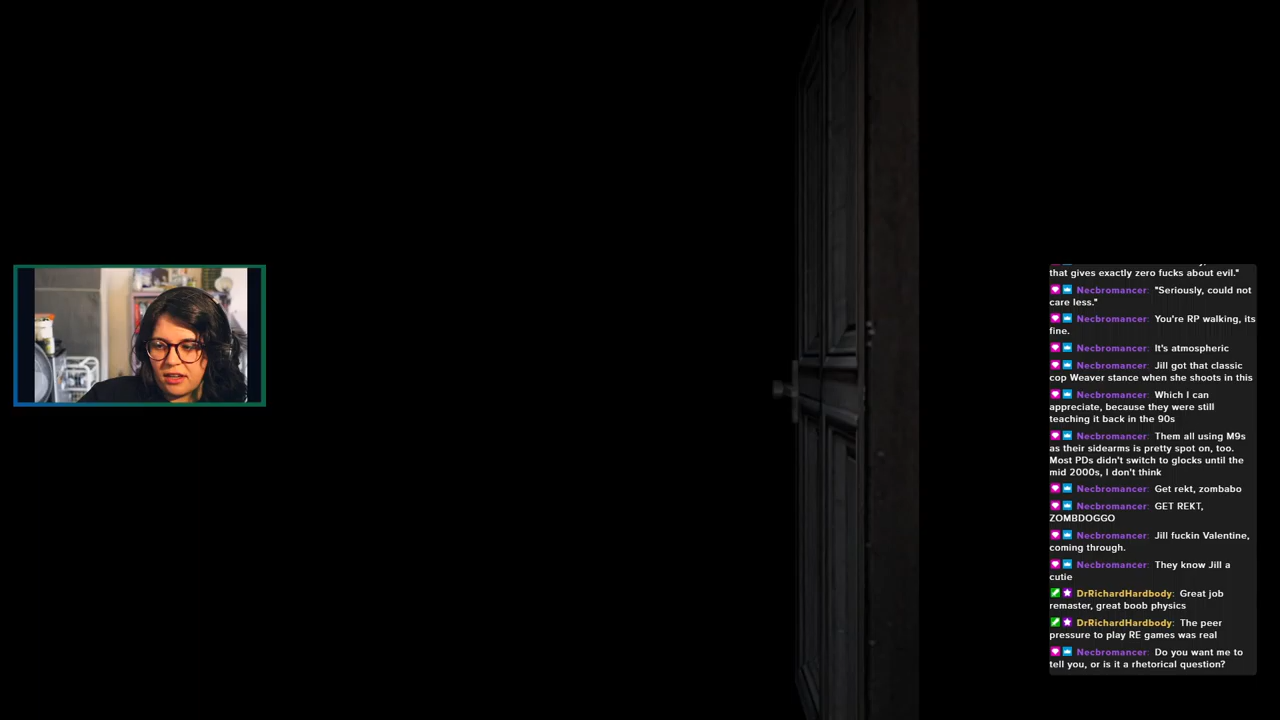 that gives exactly zero fucks about evil."
Necbromancer: "Seriously, could not
care less."
Necbromancer: You're RP walking, its
fine.
Necbromancer: It's atmospheric
Necbromancer: Jill got that classic
cop Weaver stance when she shoots in this
Necbromancer: Which I can
appreciate, because they were still
teaching it back in the 90s
Necbromancer: Them all using M9s
as their sidearms is pretty spot on, too.
Most PDs didn't switch to glocks until the
mid 2000s, I don't think
Necbromancer: Get rekt, zombabo
Necbromancer: GET REKT,
ZOMBDOGGO
Necbromancer: Jill fuckin Valentine,
coming through.
Necbromancer: They know Jill a
cutie
DrRichardHardbody: Great job
remaster, great boob physics
DrRichardHardbody: The peer
pressure to play RE games was real
Necbromancer: Do you want me to
tell you, or is it a rhetorical question?